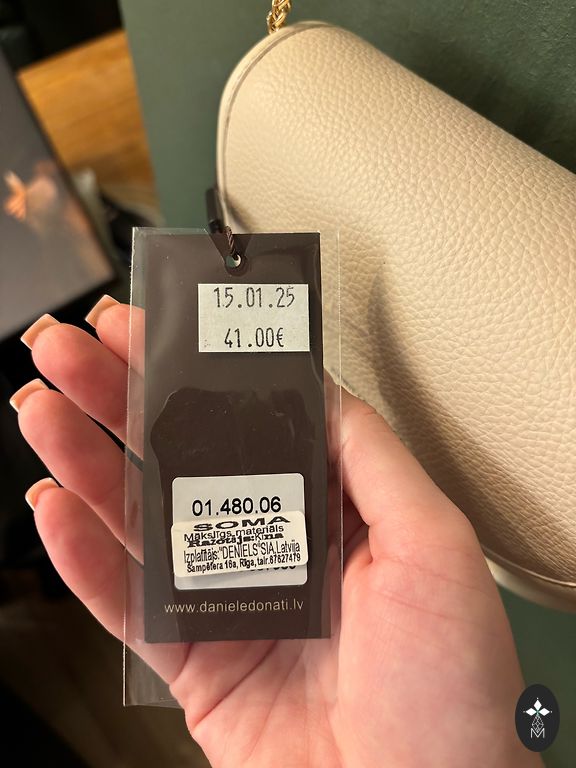 15.01.25
41.00€
01.480.06
SOMA
Mākslīgs materiāls
Ražotājs:Ķīna
Izplatītājs:"DENIELS"SIA,Latvija
Sampētera 16a, Rīga, tālr.67627479
www.danieledonati.lv
M